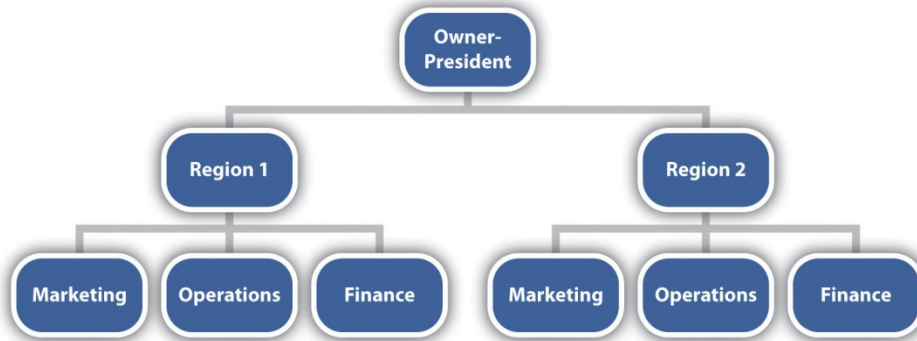 Owner-
President
Region 1
Region 2
Marketing
Operations
Finance
Marketing
Operations
Finance